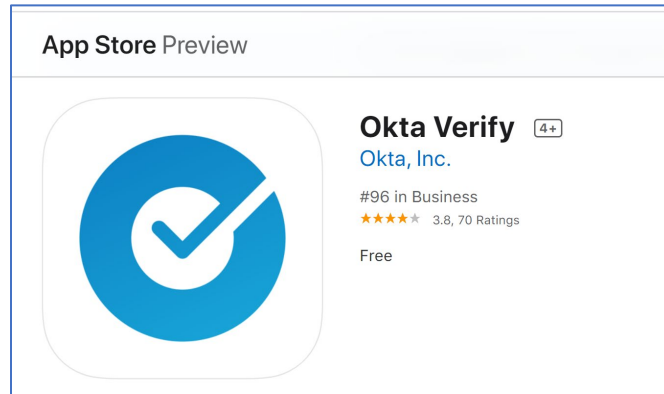 App Store Preview
Okta Verify 4+
Okta, Inc.
#96 in Business
★★★★★ 3.8, 70 Ratings
Free